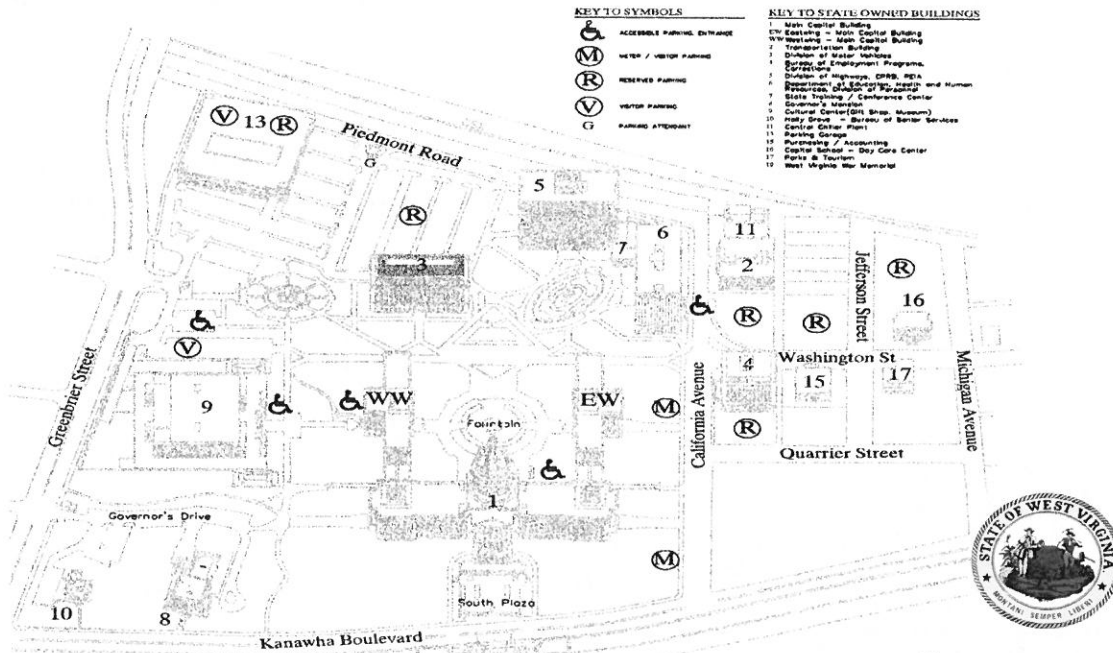 KEY TO SYMBOLS
ACCESSIBLE PARKING, ENTRANCE
M METER / VISITOR PARKING
R RESERVED PARKING
V VISITOR PARKING
G PARKING ATTENDANT
KEY TO STATE OWNED BUILDINGS
1 Main Capitol Building
EW Eastwing - Main Capitol Building
WW Westwing - Main Capitol Building
2 Transportation Building
3 Division of Motor Vehicles
4 Bureau of Employment Programs,
Corrections
5 Division of Highways, CPRB, PEIA
6 Department of Education, Health and Human
Resources, Division of Personnel
7 State Training / Conference Center
8 Governor's Mansion
9 Cultural Center(Gift Shop, Museum)
10 Holly Grove - Bureau of Senior Services
11 Central Chiller Plant
13 Parking Garage
15 Purchasing / Accounting
16 Capitol School - Day Care Center
17 Parks & Tourism
19 West Virginia War Memorial
V 13 R
Piedmont Road
G
R
5
3
7
6
11
2
Jefferson Street
R
16
R
R
V
Washington St
4
15
17
Greenbrier Street
9
WW
EW
Fountain
M
California Avenue
R
Quarrier Street
Michigan Avenue
1
Governor's Drive
M
10
8
South Plaza
Kanawha Boulevard
STATE OF WEST VIRGINIA
MONTANI SEMPER LIBERI